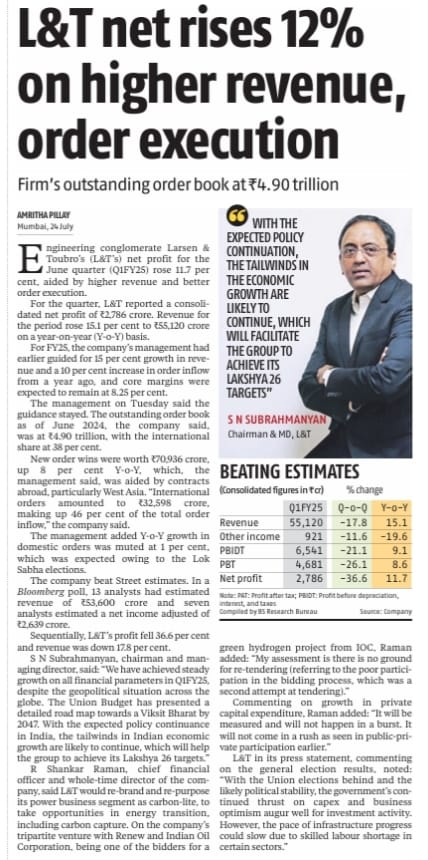 L&T net rises 12%
on higher revenue,
order execution
Firm's outstanding order book at ₹4.90 trillion
AMRITHA PILLAY
Mumbai, 24 July
Engineering conglomerate Larsen &
Toubro's (L&T's) net profit for the
June quarter (Q1FY25) rose 11.7 per
cent, aided by higher revenue and better
order execution.
For the quarter, L&T reported a consoli-
dated net profit of ₹2,786 crore. Revenue for
the period rose 15.1 per cent to ₹55,120 crore
on a year-on-year (Y-o-Y) basis.
For FY25, the company's management had
earlier guided for 15 per cent growth in reve-
nue and a 10 per cent increase in order inflow
from a year ago, and core margins were
expected to remain at 8.25 per cent.
The management on Tuesday said the
guidance stayed. The outstanding order book
as of June 2024, the company said,
was at ₹4.90 trillion, with the international
share at 38 per cent.
New order wins were worth ₹70,936 crore,
up 8 per cent Y-o-Y, which, the
management said, was aided by contracts
abroad, particularly West Asia. "International
orders amounted to ₹32,598 crore,
making up 46 per cent of the total order
inflow," the company said.
The management added Y-o-Y growth in
domestic orders was muted at 1 per cent,
which was expected owing to the Lok
Sabha elections.
The company beat Street estimates. In a
Bloomberg poll, 13 analysts had estimated
revenue of ₹53,600 crore and seven
analysts estimated a net income adjusted of
₹2,639 crore.
Sequentially, L&T's profit fell 36.6 per cent
and revenue was down 17.8 per cent.
S N Subrahmanyan, chairman and man-
aging director, said: "We have achieved steady
growth on all financial parameters in Q1FY25,
despite the geopolitical situation across the
globe. The Union Budget has presented a
detailed road map towards a Viksit Bharat by
2047. With the expected policy continuation
in India, the tailwinds in Indian economic
growth are likely to continue, which will help
the group to achieve its Lakshya 26 targets."
R Shankar Raman, chief financial
officer and whole-time director of the com-
pany, said L&T would re-brand and re-purpose
its power business segment as carbon-lite, to
take opportunities in energy transition,
including carbon capture. On the company's
tripartite venture with Renew and Indian Oil
Corporation, being one of the bidders for a
“WITH THE
EXPECTED POLICY
CONTINUATION,
THE TAILWINDS IN
THE ECONOMIC
GROWTH ARE
LIKELY TO
CONTINUE, WHICH
WILL FACILITATE
THE GROUP TO
ACHIEVE ITS
LAKSHYA 26
TARGETS"
S N SUBRAHMANYAN
Chairman & MD, L&T
BEATING ESTIMATES
(Consolidated figures in ₹ cr) % change
Q1FY25 Q-o-Q Y-o-Y
Revenue 55,120 -17.8 15.1
Other income 921 -11.6 -19.6
PBIDT 6,541 -21.1 9.1
PBT 4,681 -26.1 8.6
Net profit 2,786 -36.6 11.7
Note: PAT: Profit after tax; PBIDT: Profit before depreciation,
interest, and taxes
Compiled by BS Research Bureau Source: Company
green hydrogen project from IOC, Raman
added: "My assessment is there is no ground
for re-tendering (referring to the poor partici-
pation in the bidding process, which was a
second attempt at tendering)."
Commenting on growth in private
capital expenditure, Raman added: "It will be
measured and will not happen in a burst. It
will not come in a rush as seen in public-pri-
vate participation earlier."
L&T in its press statement, commenting
on the general election results, noted:
"With the Union elections behind and the
likely political stability, the government's con-
tinued thrust on capex and business
optimism augur well for investment activity.
However, the pace of infrastructure progress
could slow due to skilled labour shortage in
certain sectors."